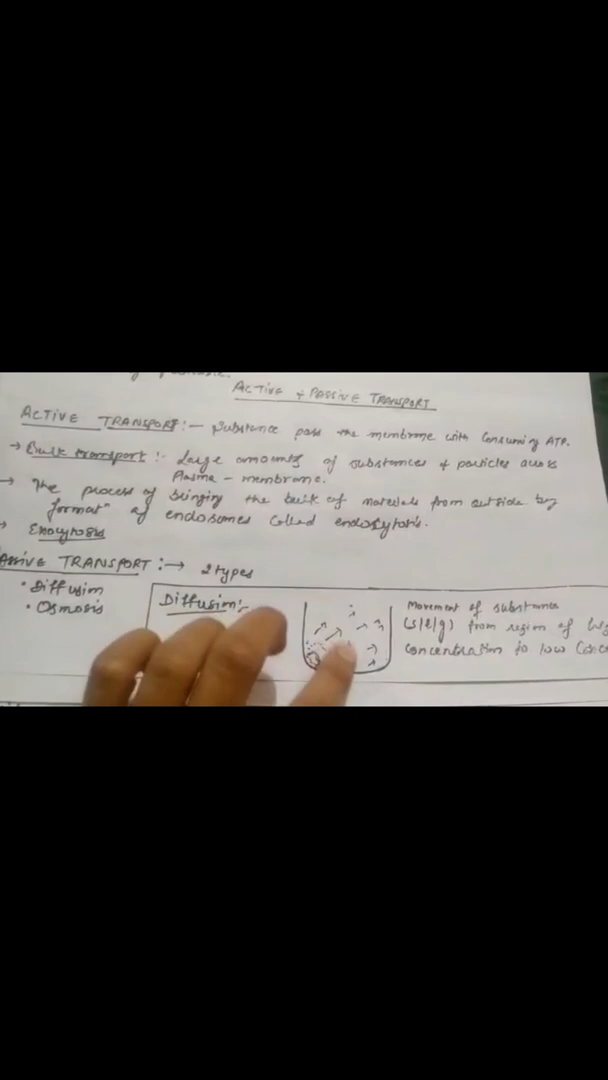 ACTIVE & PASSIVE TRANSPORT
ACTIVE TRANSPORT :- Substance pass the membrane with Consuming ATP.
→ Bulk transport :- Large amounts of substances & particles across
Plasma-membrane.
→ The process of bringing the bulk of materials from outside by
format" of endosomes called endocytosis.
→ Exocytosis
PASSIVE TRANSPORT :→ 2 types
• Diffusion
• Osmosis
Diffusion:-
Movement of substance
(s/l/g) from region of
concentration to low